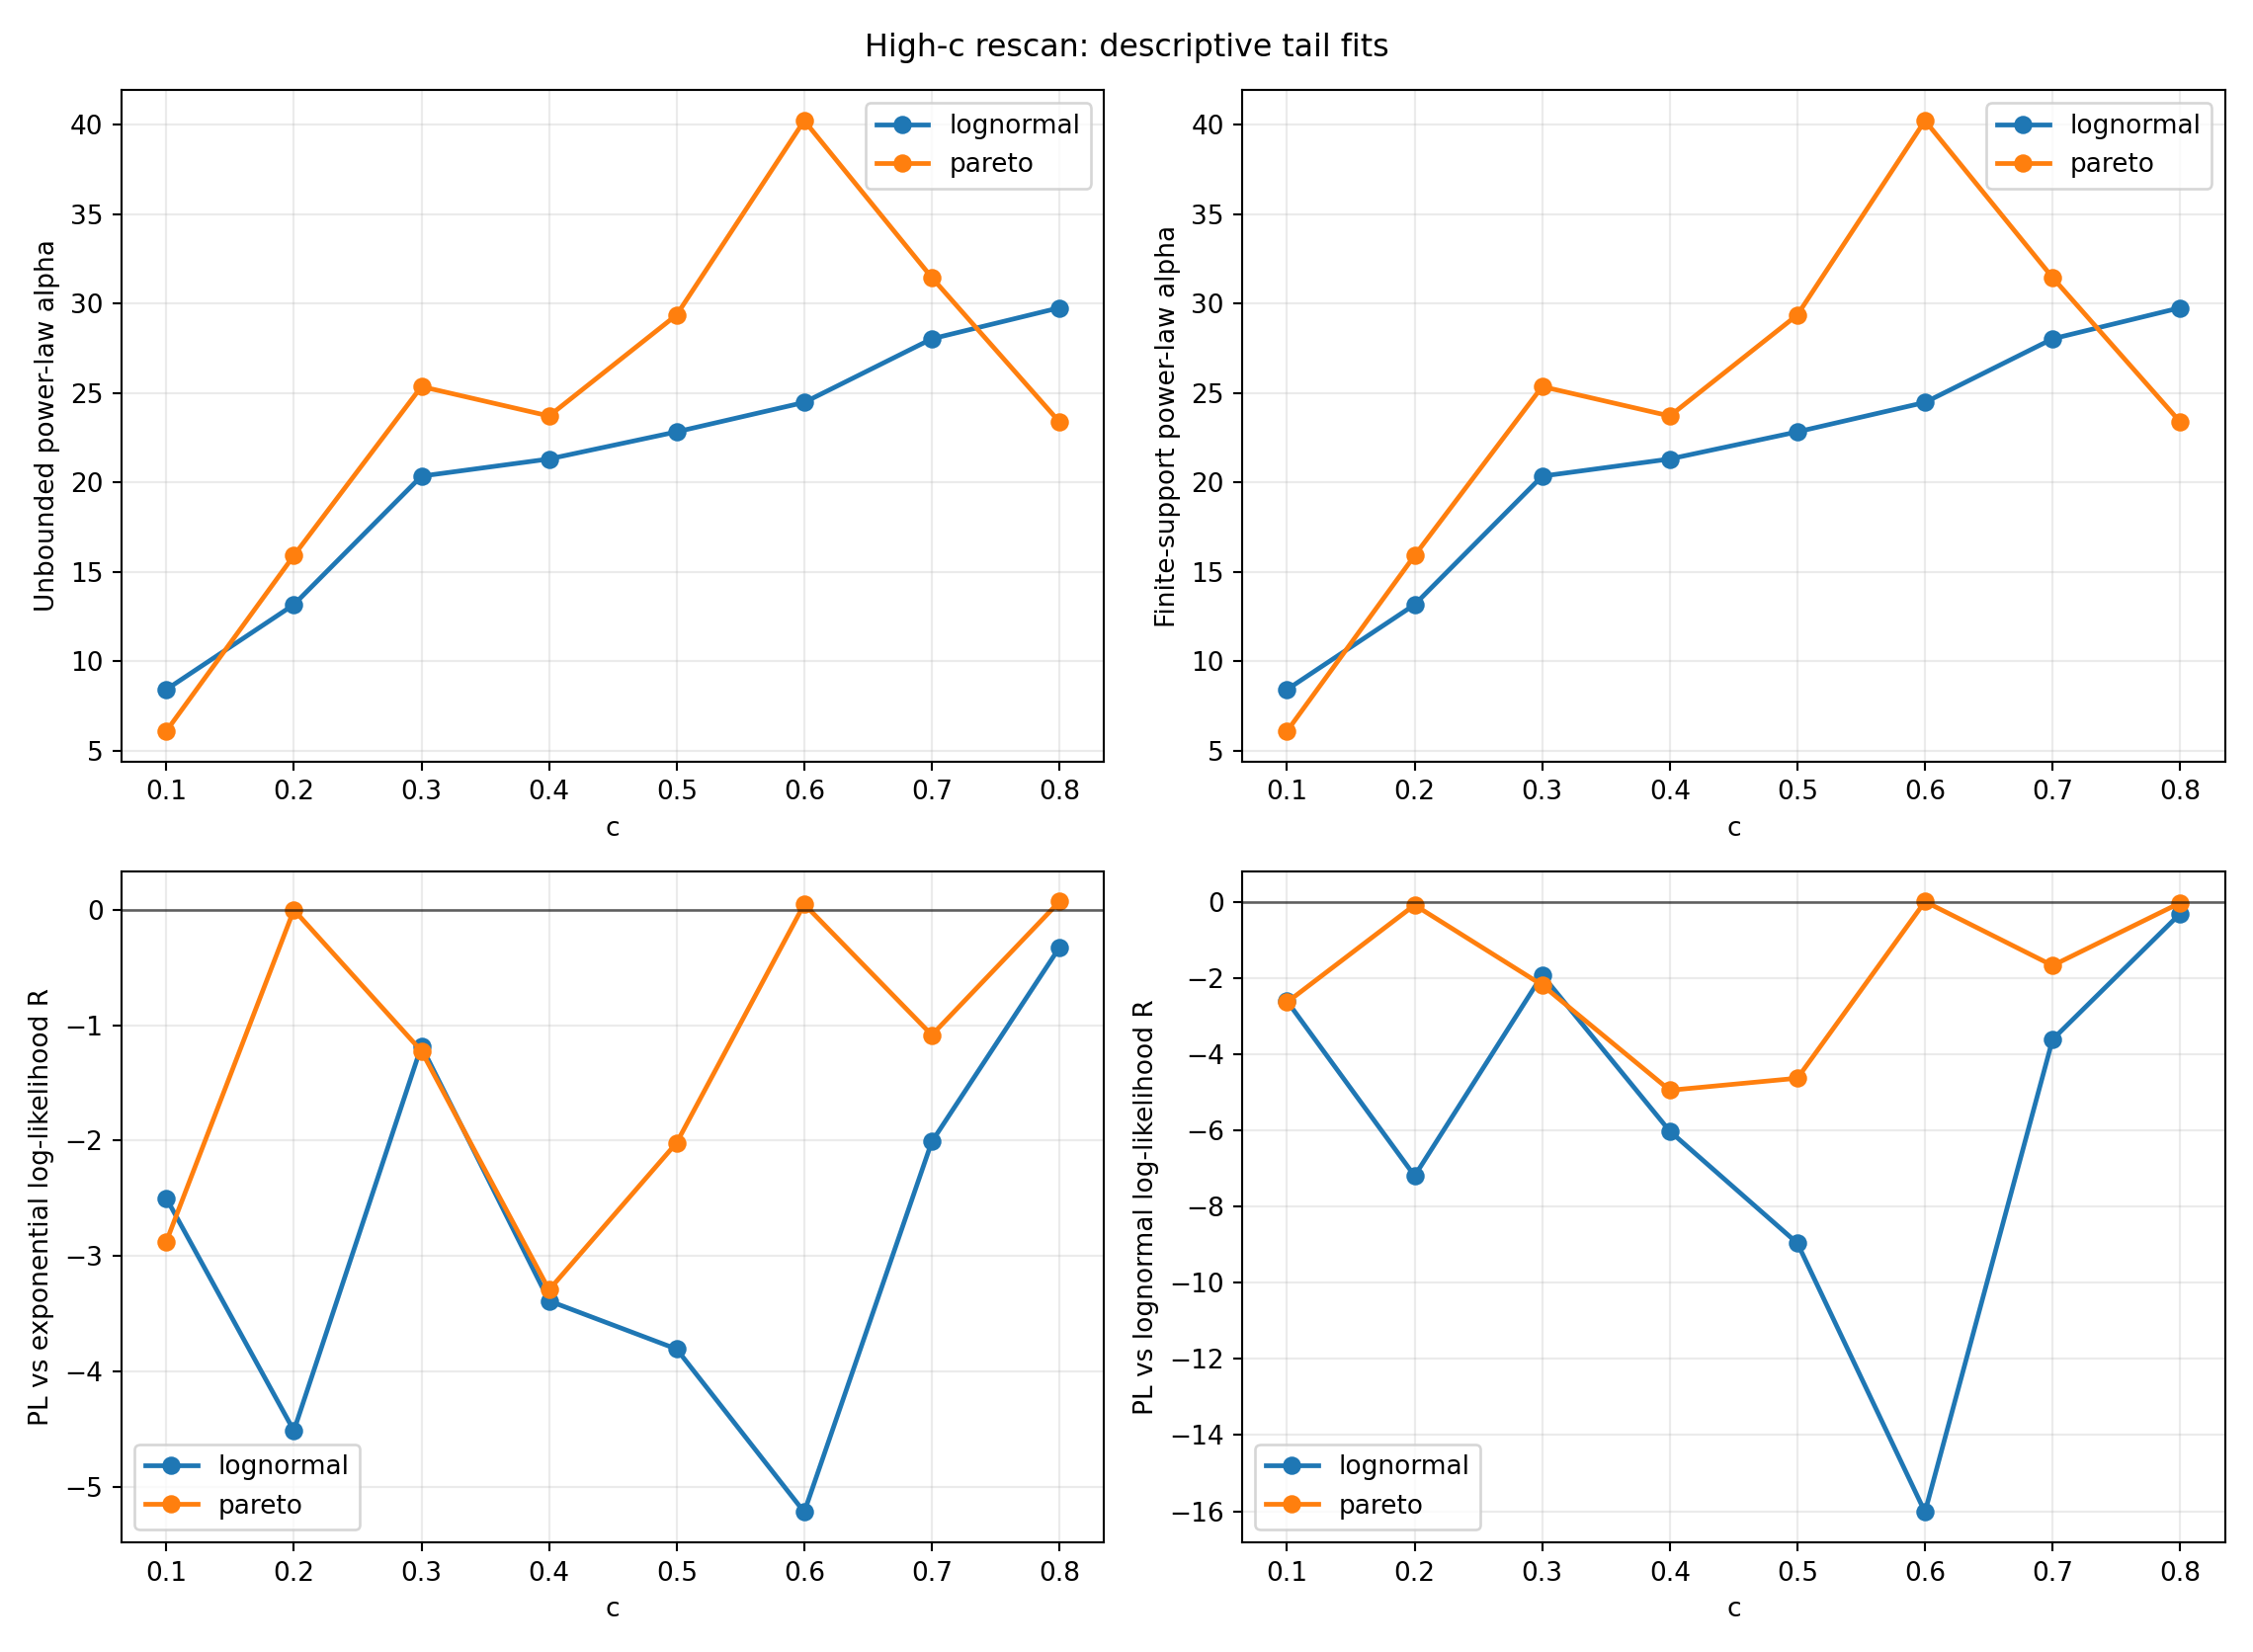 High-c rescan: descriptive tail fits
Unbounded power-law alpha
40
35
30
25
20
15
10
5
0.1 0.2 0.3 0.4 0.5 0.6 0.7 0.8
c
lognormal
pareto
Finite-support power-law alpha
40
35
30
25
20
15
10
5
0.1 0.2 0.3 0.4 0.5 0.6 0.7 0.8
c
lognormal
pareto
PL vs exponential log-likelihood R
0
−1
−2
−3
−4
−5
0.1 0.2 0.3 0.4 0.5 0.6 0.7 0.8
c
lognormal
pareto
PL vs lognormal log-likelihood R
0
−2
−4
−6
−8
−10
−12
−14
−16
0.1 0.2 0.3 0.4 0.5 0.6 0.7 0.8
c
lognormal
pareto